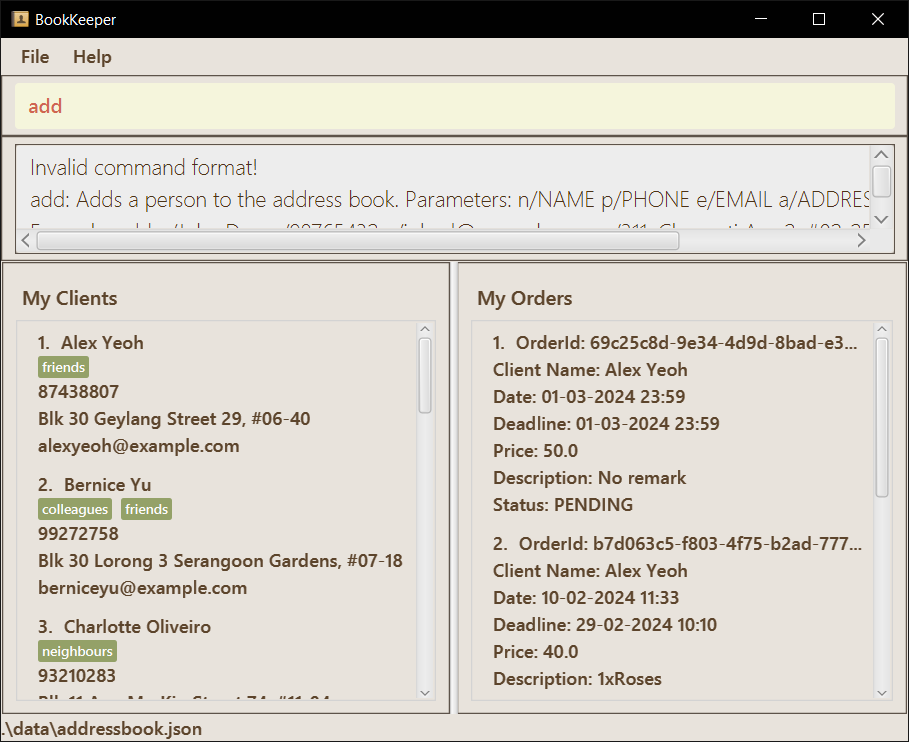 BookKeeper
File Help
add
Invalid command format!
add: Adds a person to the address book. Parameters: n/NAME p/PHONE e/EMAIL a/ADDRES
My Clients
1. Alex Yeoh
friends
87438807
Blk 30 Geylang Street 29, #06-40
alexyeoh@example.com
2. Bernice Yu
colleagues friends
99272758
Blk 30 Lorong 3 Serangoon Gardens, #07-18
berniceyu@example.com
3. Charlotte Oliveiro
neighbours
93210283
My Orders
1. OrderId: 69c25c8d-9e34-4d9d-8bad-e3...
Client Name: Alex Yeoh
Date: 01-03-2024 23:59
Deadline: 01-03-2024 23:59
Price: 50.0
Description: No remark
Status: PENDING
2. OrderId: b7d063c5-f803-4f75-b2ad-777...
Client Name: Alex Yeoh
Date: 10-02-2024 11:33
Deadline: 29-02-2024 10:10
Price: 40.0
Description: 1xRoses
.\data\addressbook.json